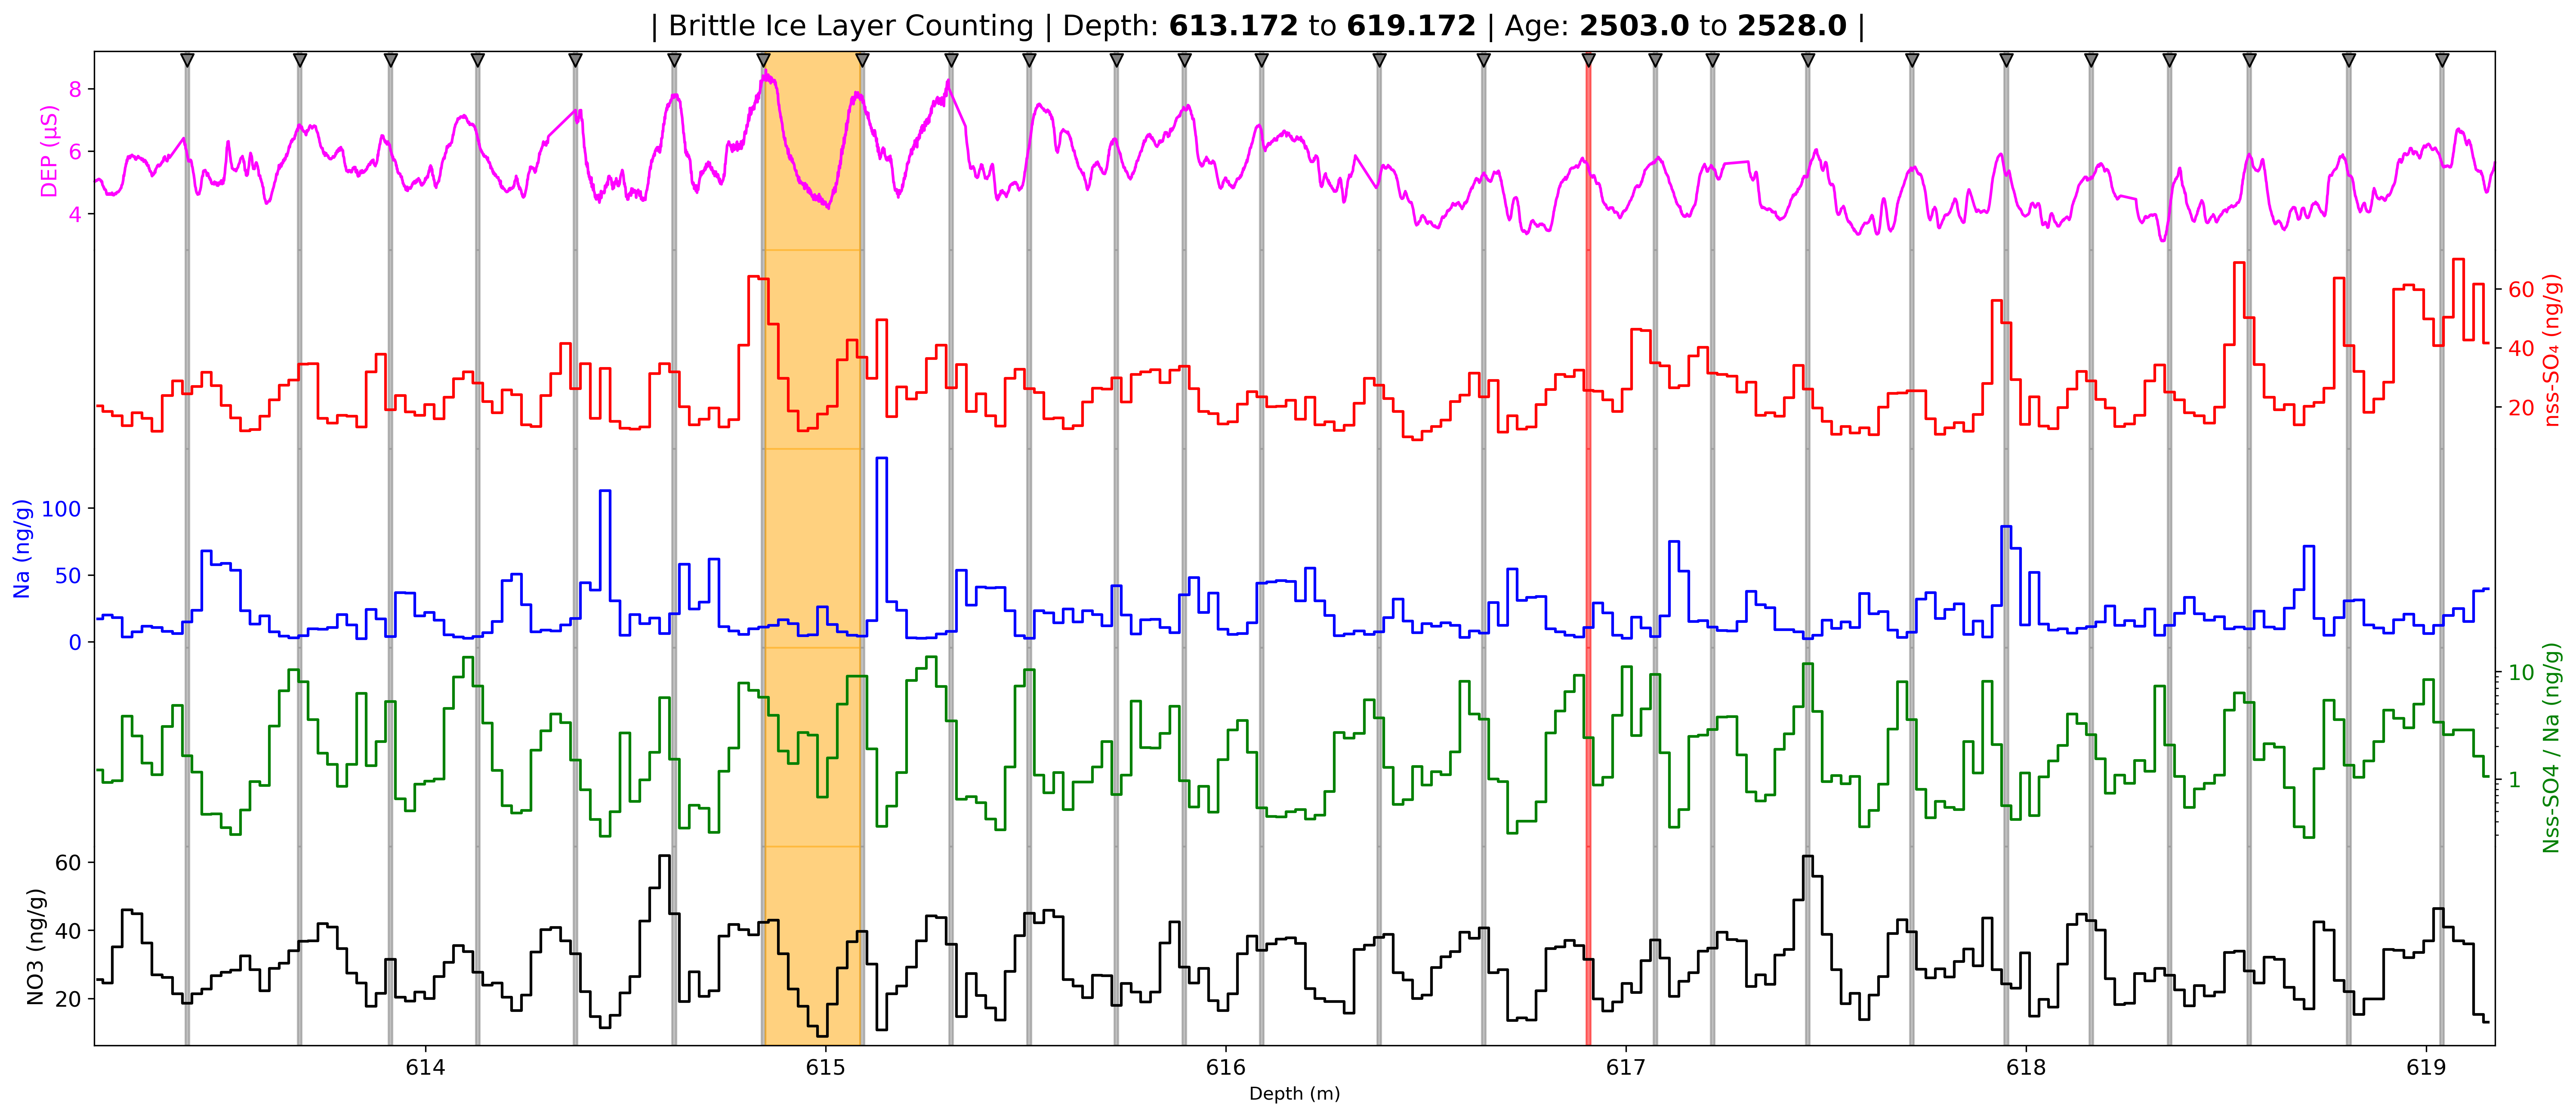 | Brittle Ice Layer Counting | Depth: 613.172 to 619.172 | Age: 2503.0 to 2528.0 |
DEP (μS)
8
6
4
nss-SO₄ (ng/g)
60
40
20
Na (ng/g)
100
50
0
Nss-SO4 / Na (ng/g)
10
1
NO3 (ng/g)
60
40
20
614
615
616
617
618
619
Depth (m)